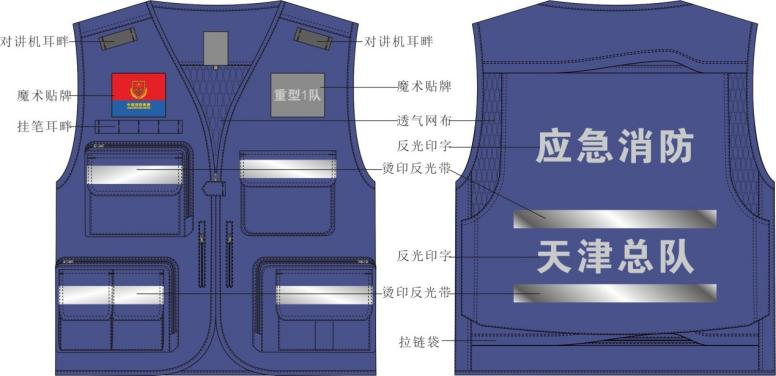 对讲机耳畔
对讲机耳畔
魔术贴牌
重型1队
魔术贴牌
挂笔耳畔
透气网布
反光印字
应急消防
烫印反光带
反光印字
天津总队
烫印反光带
拉链袋